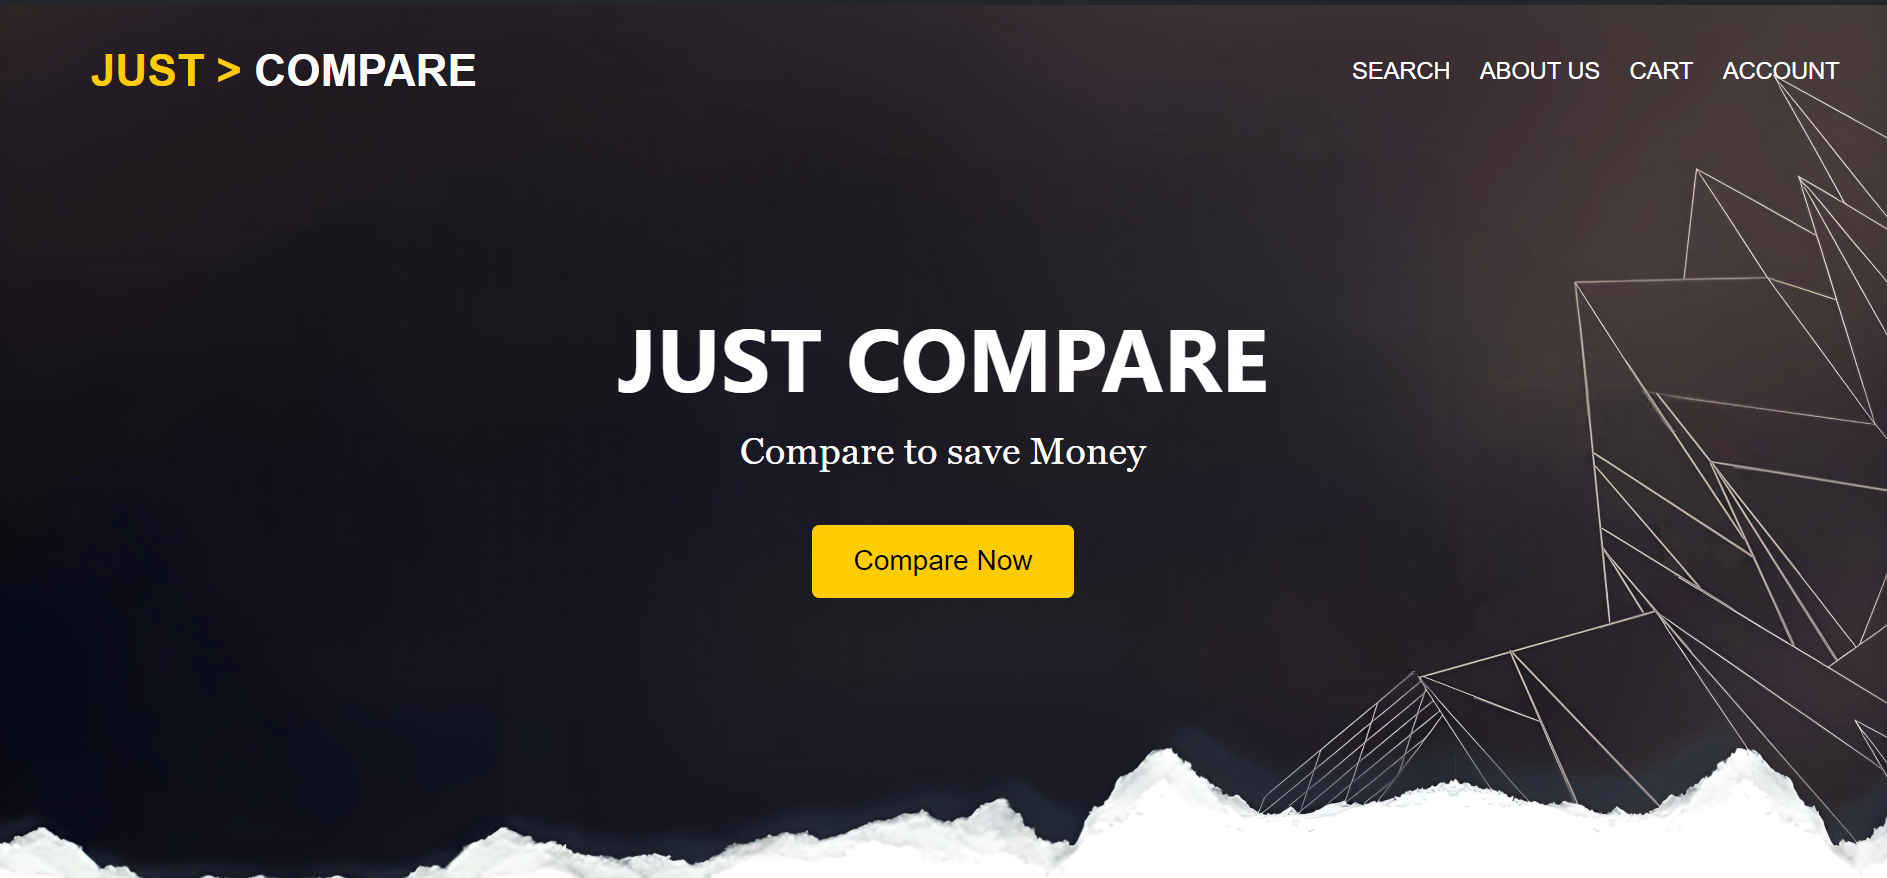 JUST > COMPARE
SEARCH ABOUT US CART ACCOUNT
JUST COMPARE
Compare to save Money
Compare Now